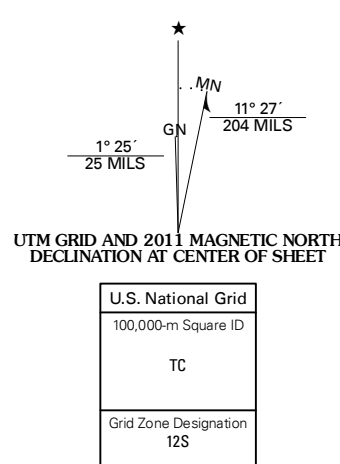 MN
GN
11° 27´
204 MILS
1° 25´
25 MILS
UTM GRID AND 2011 MAGNETIC NORTH
DECLINATION AT CENTER OF SHEET
U.S. National Grid
100,000-m Square ID
TC
Grid Zone Designation
12S